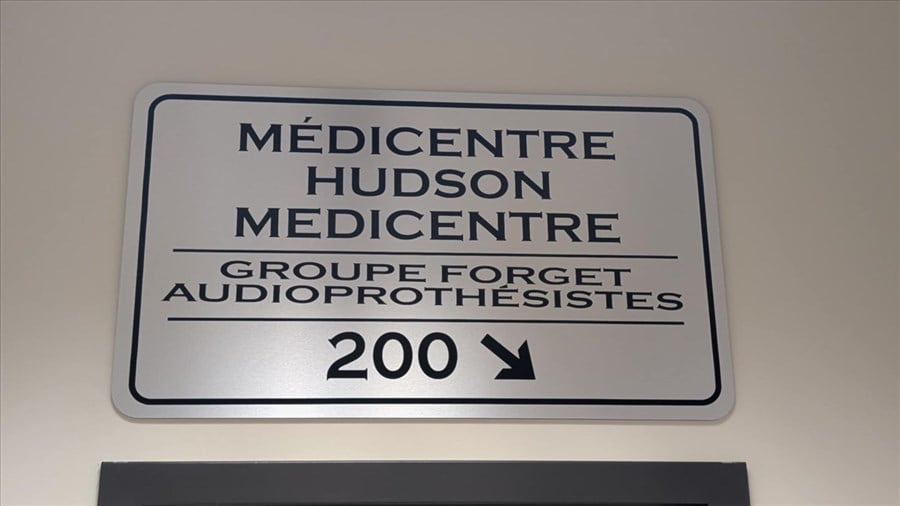 MÉDICENTRE
HUDSON
MEDICENTRE
GROUPE FORGET
AUDIOPROTHÉSISTES
200 ↘